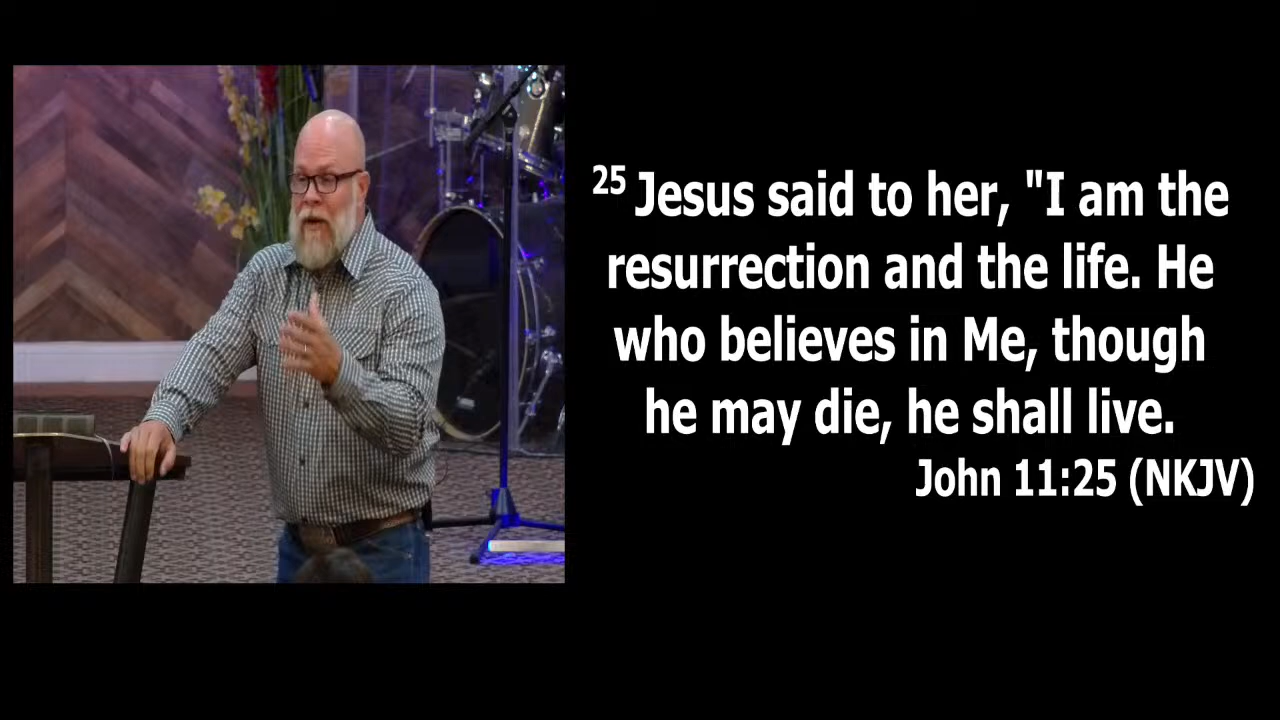 25 Jesus said to her, "I am the
resurrection and the life. He
who believes in Me, though
he may die, he shall live.
John 11:25 (NKJV)